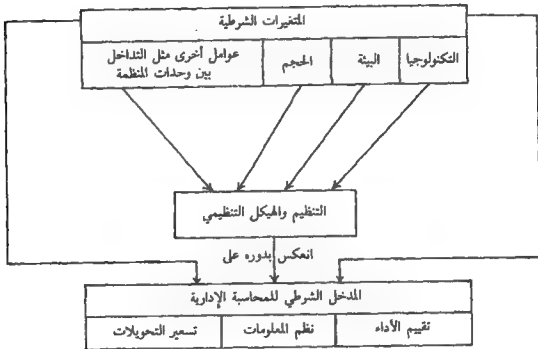 المتغيرات الشرطية
التكنولوجيا
البيئة
الحجم
عوامل أخرى مثل التداخل
بين وحدات المنظمة
التنظيم والهيكل التنظيمي
انعكس بدوره على
المدخل الشرطي للمحاسبة الإدارية
تقييم الأداء
نظم المعلومات
تسعير التحويلات